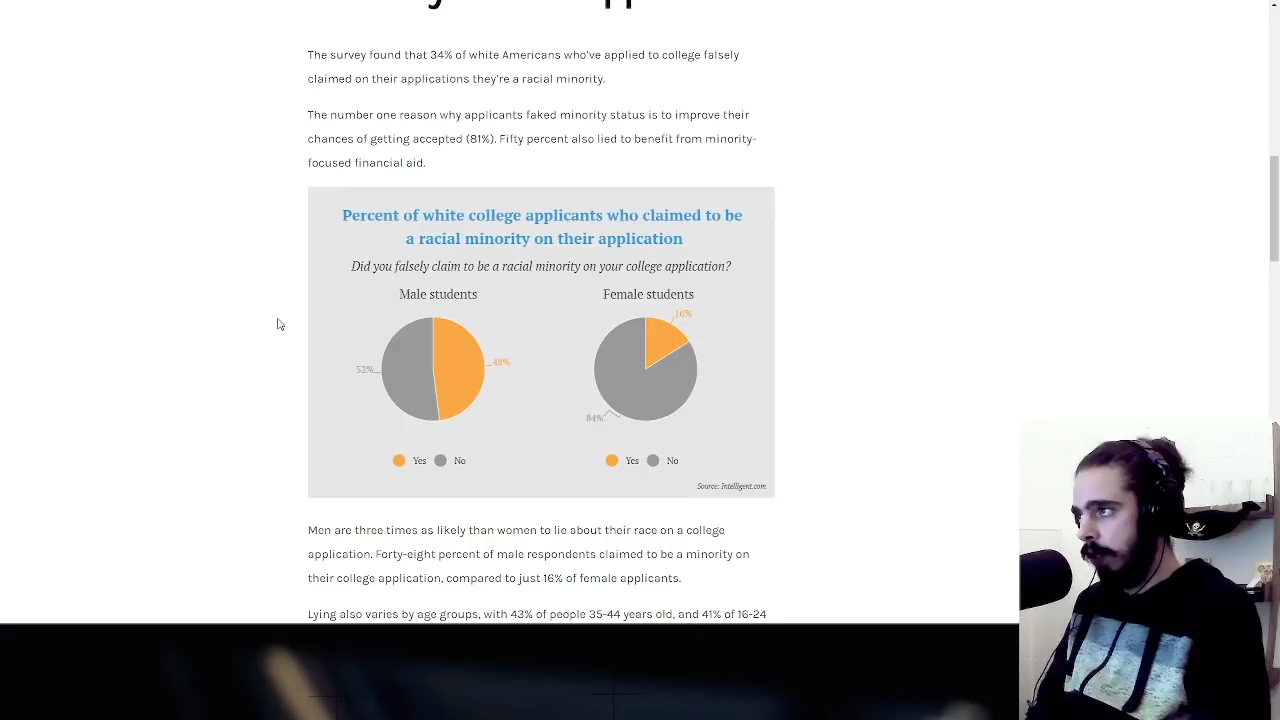 The survey found that 34% of white Americans who've applied to college falsely
claimed on their applications they're a racial minority.
The number one reason why applicants faked minority status is to improve their
chances of getting accepted (81%). Fifty percent also lied to benefit from minority-
focused financial aid.
Percent of white college applicants who claimed to be
a racial minority on their application
Did you falsely claim to be a racial minority on your college application?
Male students
Female students
52%
48%
16%
84%
Yes No
Yes No
Source: Intelligent.com
Men are three times as likely than women to lie about their race on a college
application. Forty-eight percent of male respondents claimed to be a minority on
their college application, compared to just 16% of female applicants.
Lying also varies by age groups, with 43% of people 35-44 years old, and 41% of 16-24